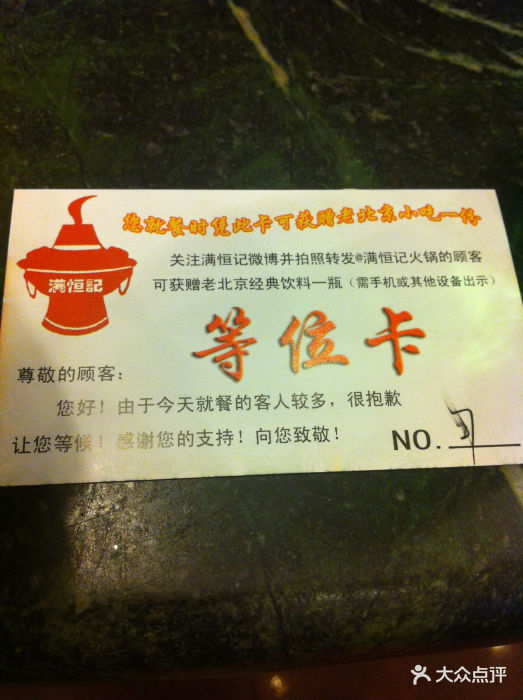 您就餐时凭此卡可获赠老北京小吃一份
关注满恒记微博并拍照转发@满恒记火锅的顾客
可获赠老北京经典饮料一瓶（需手机或其他设备出示）
满恒記
等位卡
尊敬的顾客：
您好！由于今天就餐的客人较多，很抱歉
让您等候！感谢您的支持！向您致敬！
NO.
大众点评